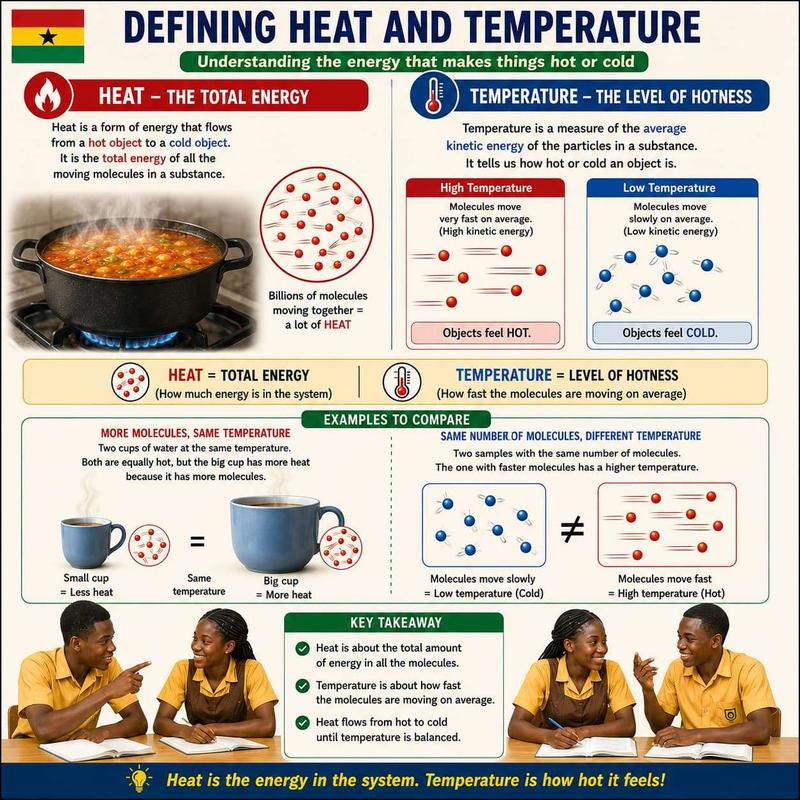 DEFINING HEAT AND TEMPERATURE
Understanding the energy that makes things hot or cold
HEAT – THE TOTAL ENERGY
Heat is a form of energy that flows
from a hot object to a cold object.
It is the total energy of all the
moving molecules in a substance.
Billions of molecules
moving together =
a lot of HEAT
TEMPERATURE – THE LEVEL OF HOTNESS
Temperature is a measure of the average
kinetic energy of the particles in a substance.
It tells us how hot or cold an object is.
High Temperature
Molecules move
very fast on average.
(High kinetic energy)
Objects feel HOT.
Low Temperature
Molecules move
slowly on average.
(Low kinetic energy)
Objects feel COLD.
HEAT = TOTAL ENERGY
(How much energy is in the system)
TEMPERATURE = LEVEL OF HOTNESS
(How fast the molecules are moving on average)
EXAMPLES TO COMPARE
MORE MOLECULES, SAME TEMPERATURE
Two cups of water at the same temperature.
Both are equally hot, but the big cup has more heat
because it has more molecules.
=
Small cup
= Less heat
Same
temperature
Big cup
= More heat
SAME NUMBER OF MOLECULES, DIFFERENT TEMPERATURE
Two samples with the same number of molecules.
The one with faster molecules has a higher temperature.
≠
Molecules move slowly
= Low temperature (Cold)
Molecules move fast
= High temperature (Hot)
KEY TAKEAWAY
Heat is about the total amount
of energy in all the molecules.
Temperature is about how fast
the molecules are moving on average.
Heat flows from hot to cold
until temperature is balanced.
Heat is the energy in the system. Temperature is how hot it feels!